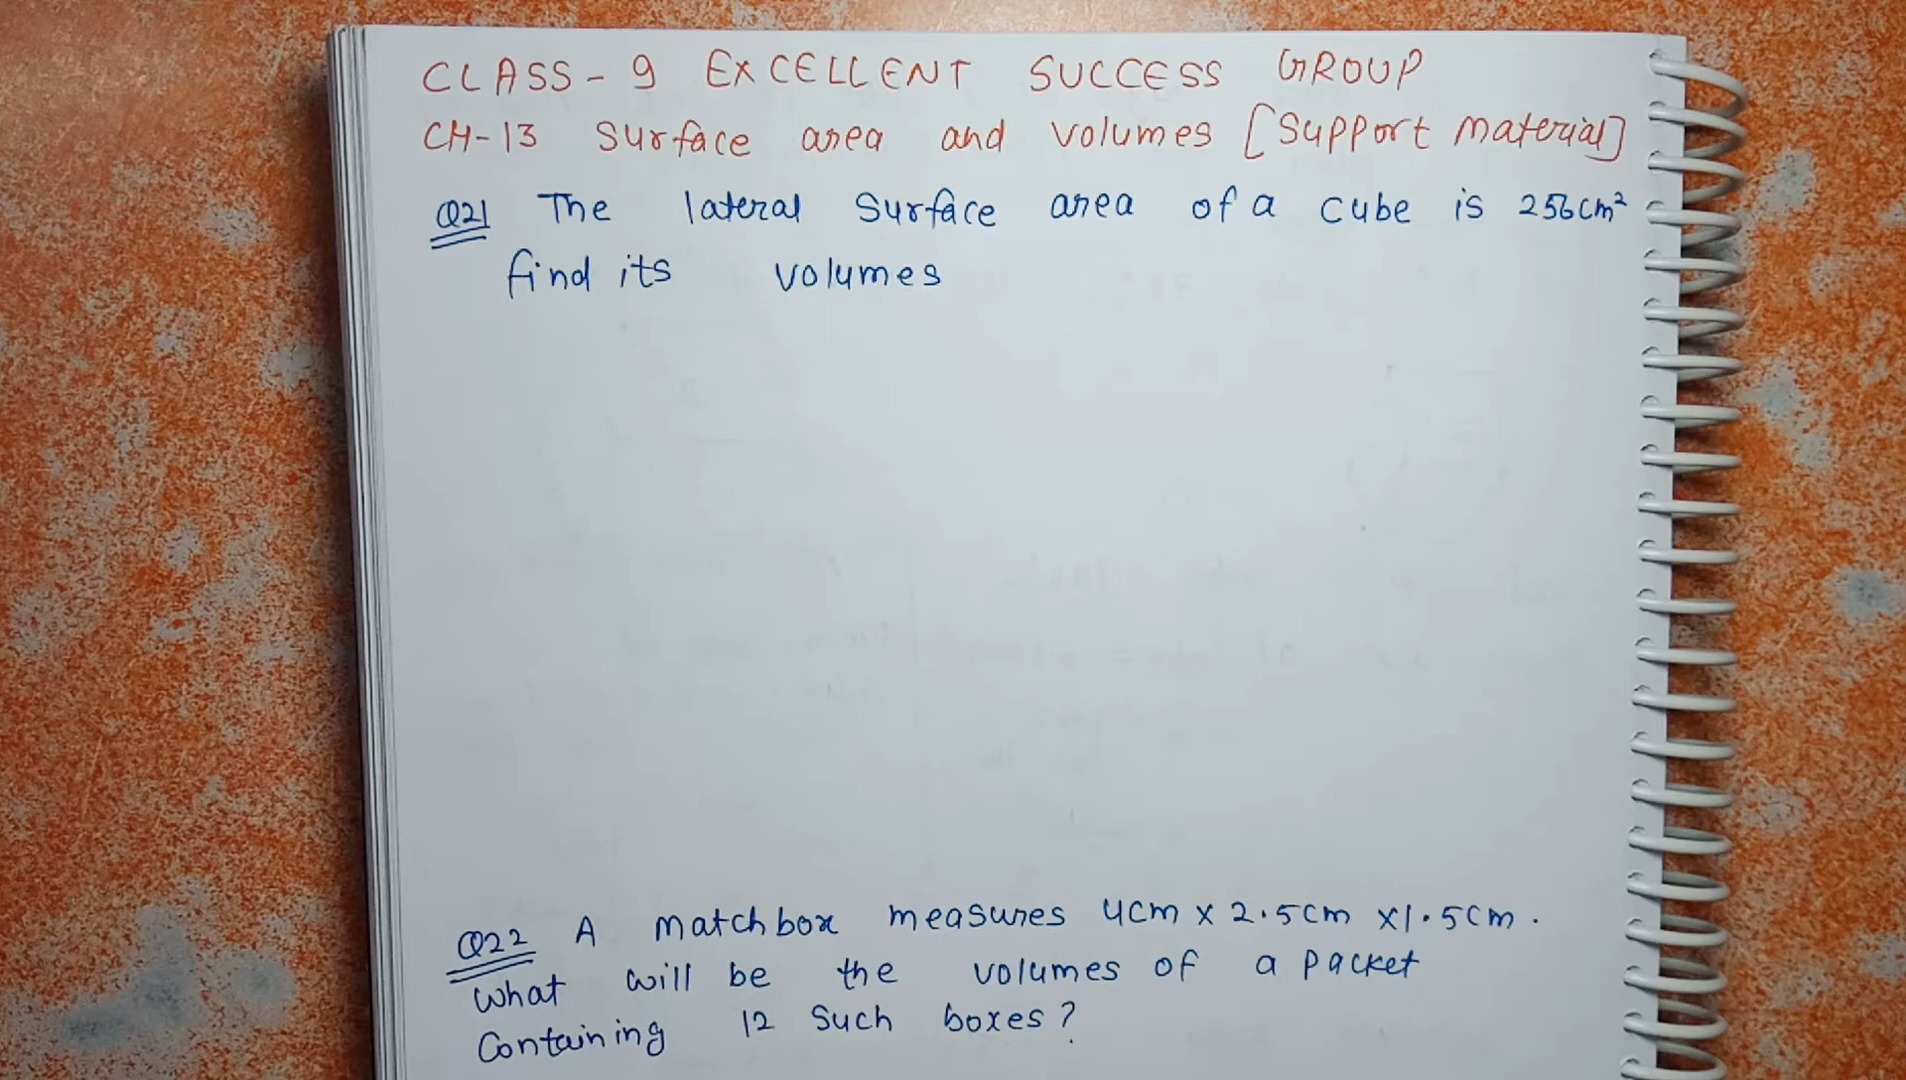 CLASS - 9 EXCELLENT SUCCESS GROUP
CH-13 Surface area and volumes [Support Material]
Q21 The lateral Surface area of a cube is 256cm²
find its volumes
Q22 A matchbox measures 4cm x 2.5cm x1.5cm.
What will be the volumes of a packet
Containing 12 Such boxes?